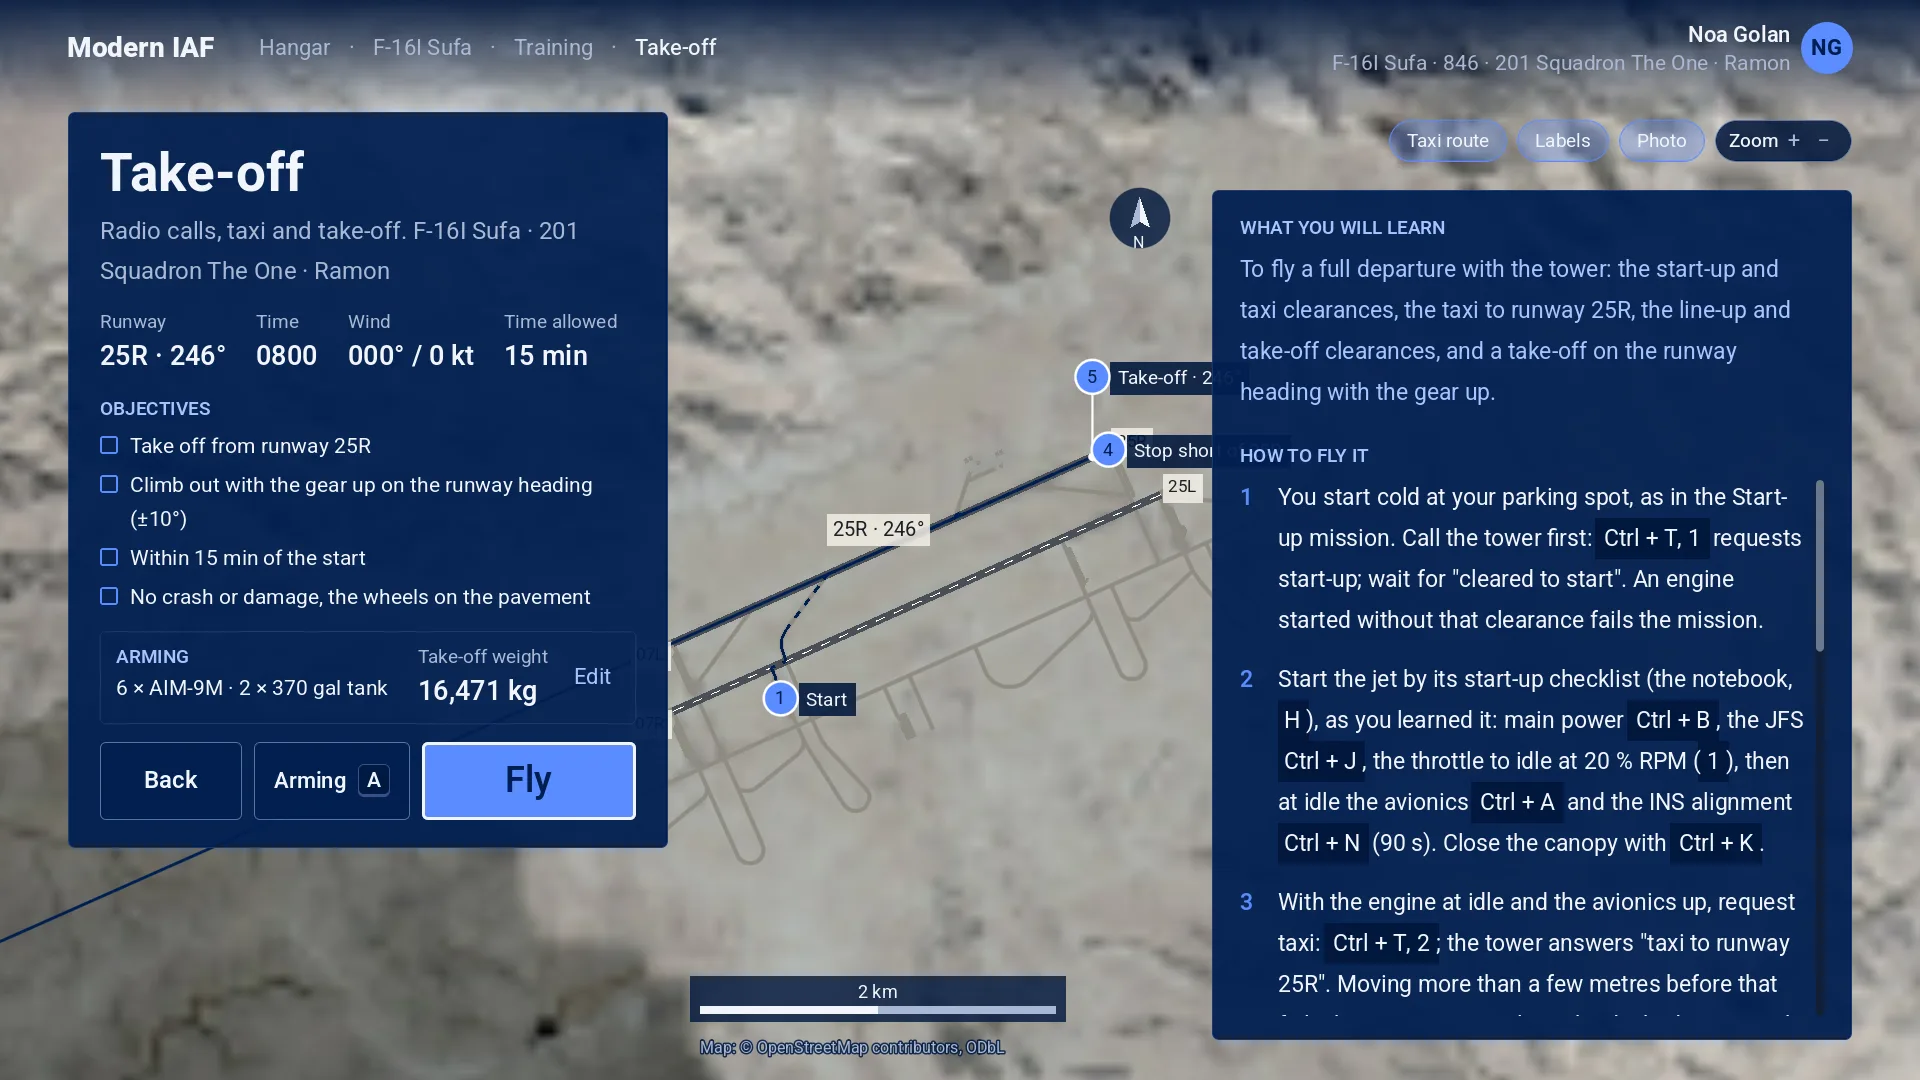 Modern IAF
Hangar · F-16I Sufa · Training · Take-off
Noa Golan
F-16I Sufa · 846 · 201 Squadron The One · Ramon
NG
Take-off
Radio calls, taxi and take-off. F-16I Sufa · 201
Squadron The One · Ramon
Runway
25R · 246°
Time
0800
Wind
000° / 0 kt
Time allowed
15 min
OBJECTIVES
Take off from runway 25R
Climb out with the gear up on the runway heading
(±10°)
Within 15 min of the start
No crash or damage, the wheels on the pavement
ARMING
6 × AIM-9M · 2 × 370 gal tank
Take-off weight
16,471 kg
Edit
Back
Arming A
Fly
Taxi route
Labels
Photo
Zoom + −
N
5
Take-off · 246°
4
Stop short
25L
25R · 246°
07R
1
Start
2 km
Map: © OpenStreetMap contributors, ODbL
WHAT YOU WILL LEARN
To fly a full departure with the tower: the start-up and
taxi clearances, the taxi to runway 25R, the line-up and
take-off clearances, and a take-off on the runway
heading with the gear up.
HOW TO FLY IT
1 You start cold at your parking spot, as in the Start-
up mission. Call the tower first: Ctrl + T, 1 requests
start-up; wait for "cleared to start". An engine
started without that clearance fails the mission.
2 Start the jet by its start-up checklist (the notebook,
H ), as you learned it: main power Ctrl + B , the JFS
Ctrl + J , the throttle to idle at 20 % RPM ( 1 ), then
at idle the avionics Ctrl + A and the INS alignment
Ctrl + N (90 s). Close the canopy with Ctrl + K .
3 With the engine at idle and the avionics up, request
taxi: Ctrl + T, 2 ; the tower answers "taxi to runway
25R". Moving more than a few metres before that